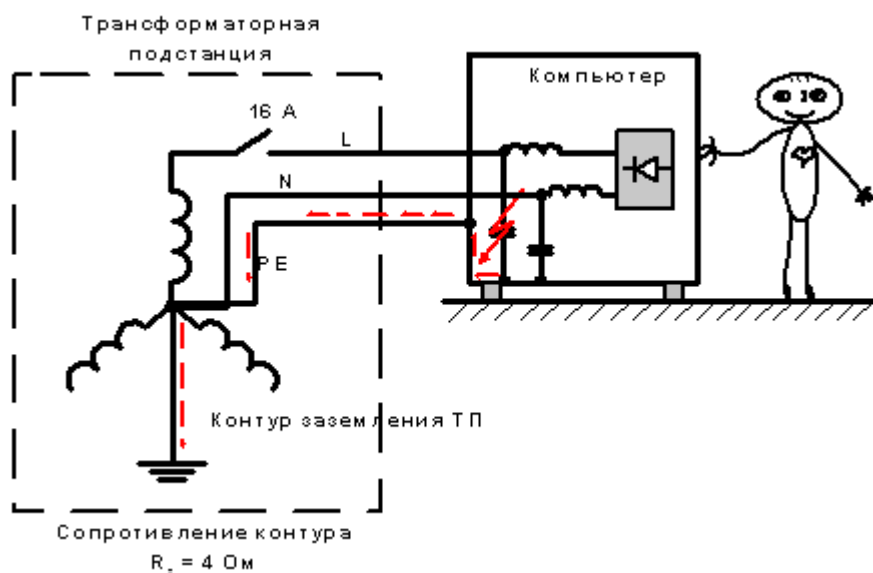 Трансформаторная
подстанция
Компьютер
16 А
L
N
PE
Контур заземления ТП
Сопротивление контура
R = 4 Ом